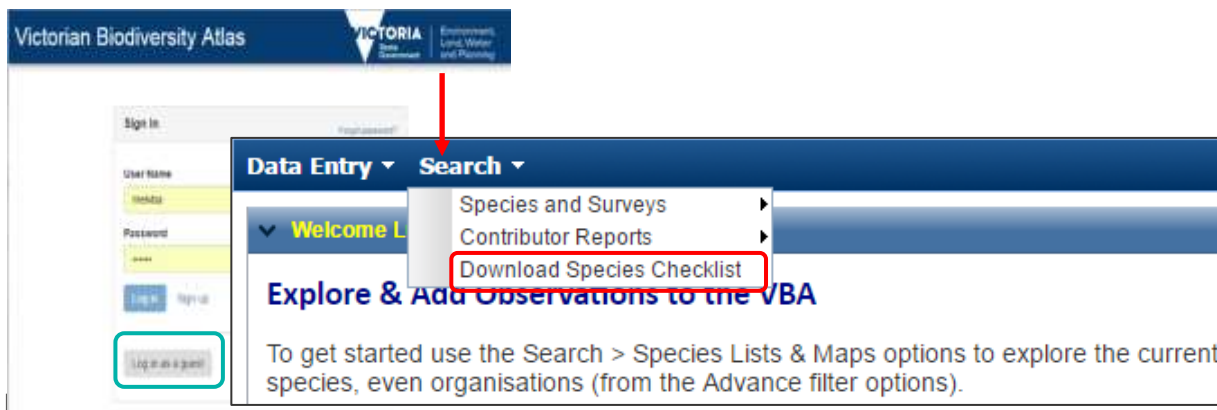 Victorian Biodiversity Atlas
VICTORIA
State
Government
Environment,
Land, Water
and Planning
Sign In
Forgot password?
User Name
Password
•••••
Log in
Sign up
Log in as a guest
Data Entry
Search
Species and Surveys
Contributor Reports
Download Species Checklist
Welcome L
Explore & Add Observations to the VBA
To get started use the Search > Species Lists & Maps options to explore the current
species, even organisations (from the Advance filter options).